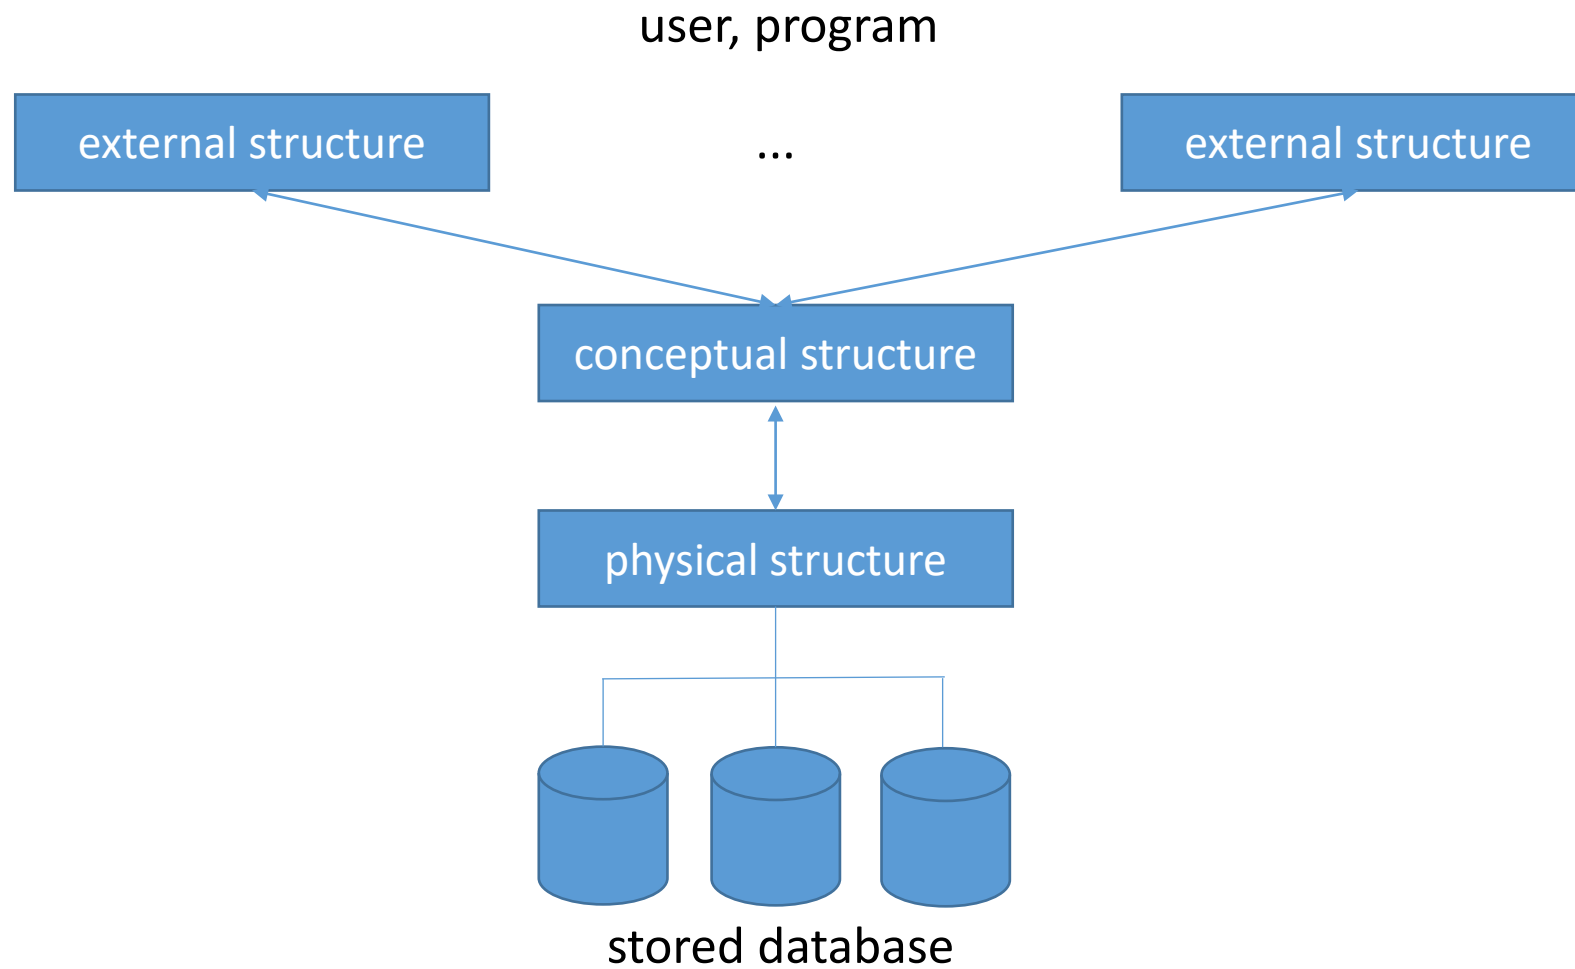 user, program
external structure
...
external structure
conceptual structure
physical structure
stored database